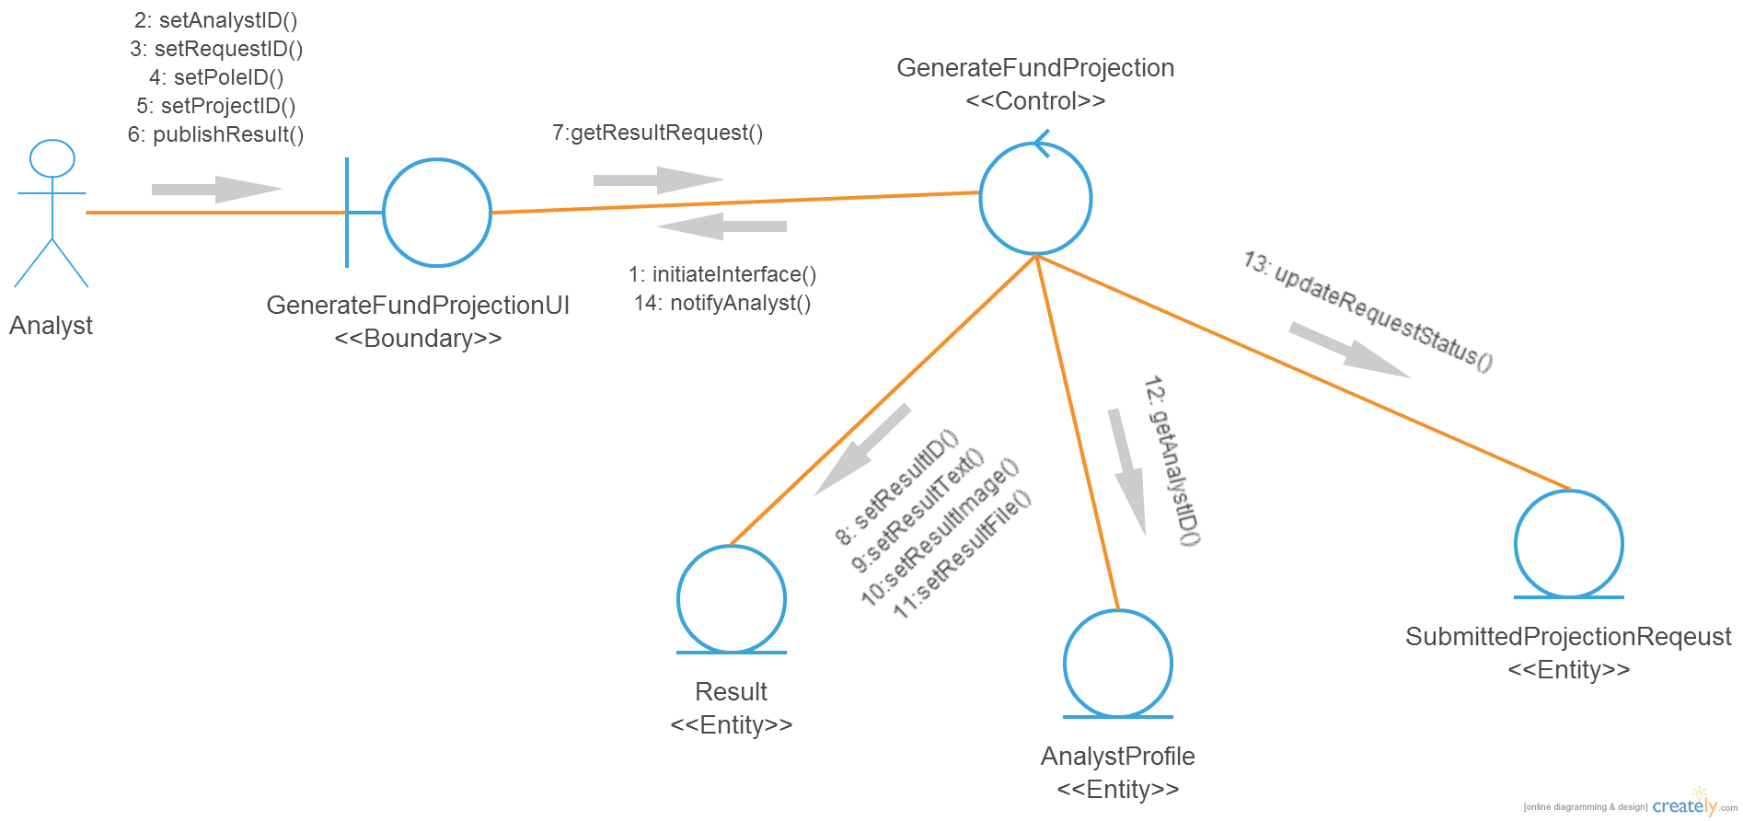 2: setAnalystID()
3: setRequestID()
4: setPoleID()
5: setProjectID()
6: publishResult()
Analyst
GenerateFundProjectionUI
<<Boundary>>
7:getResultRequest()
1: initiateInterface()
14: notifyAnalyst()
GenerateFundProjection
<<Control>>
8: setResultID()
9:setResultText()
10:setResultImage()
11:setResultFile()
12: getAnalystID()
13: updateRequestStatus()
Result
<<Entity>>
AnalystProfile
<<Entity>>
SubmittedProjectionReqeust
<<Entity>>
[online diagramming & design] creately.com